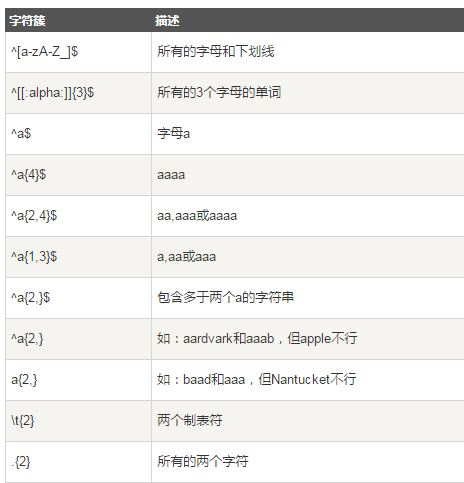 字符簇 描述
^[a-zA-Z_]$ 所有的字母和下划线
^[[:alpha:]]{3}$ 所有的3个字母的单词
^a$ 字母a
^a{4}$ aaaa
^a{2,4}$ aa,aaa或aaaa
^a{1,3}$ a,aa或aaa
^a{2,}$ 包含多于两个a的字符串
^a{2,} 如：aardvark和aaab，但apple不行
a{2,} 如：baad和aaa，但Nantucket不行
\t{2} 两个制表符
.{2} 所有的两个字符